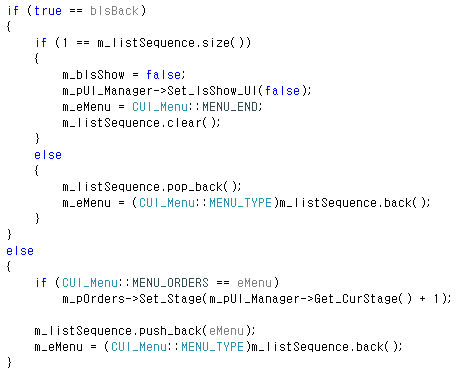 if (true == bIsBack)
{
    if (1 == m_listSequence.size())
    {
        m_bIsShow = false;
        m_pUI_Manager->Set_IsShow_UI(false);
        m_eMenu = CUI_Menu::MENU_END;
        m_listSequence.clear();
    }
    else
    {
        m_listSequence.pop_back();
        m_eMenu = (CUI_Menu::MENU_TYPE)m_listSequence.back();
    }
}
else
{
    if (CUI_Menu::MENU_ORDERS == eMenu)
        m_pOrders->Set_Stage(m_pUI_Manager->Get_CurStage() + 1);

    m_listSequence.push_back(eMenu);
    m_eMenu = (CUI_Menu::MENU_TYPE)m_listSequence.back();
}